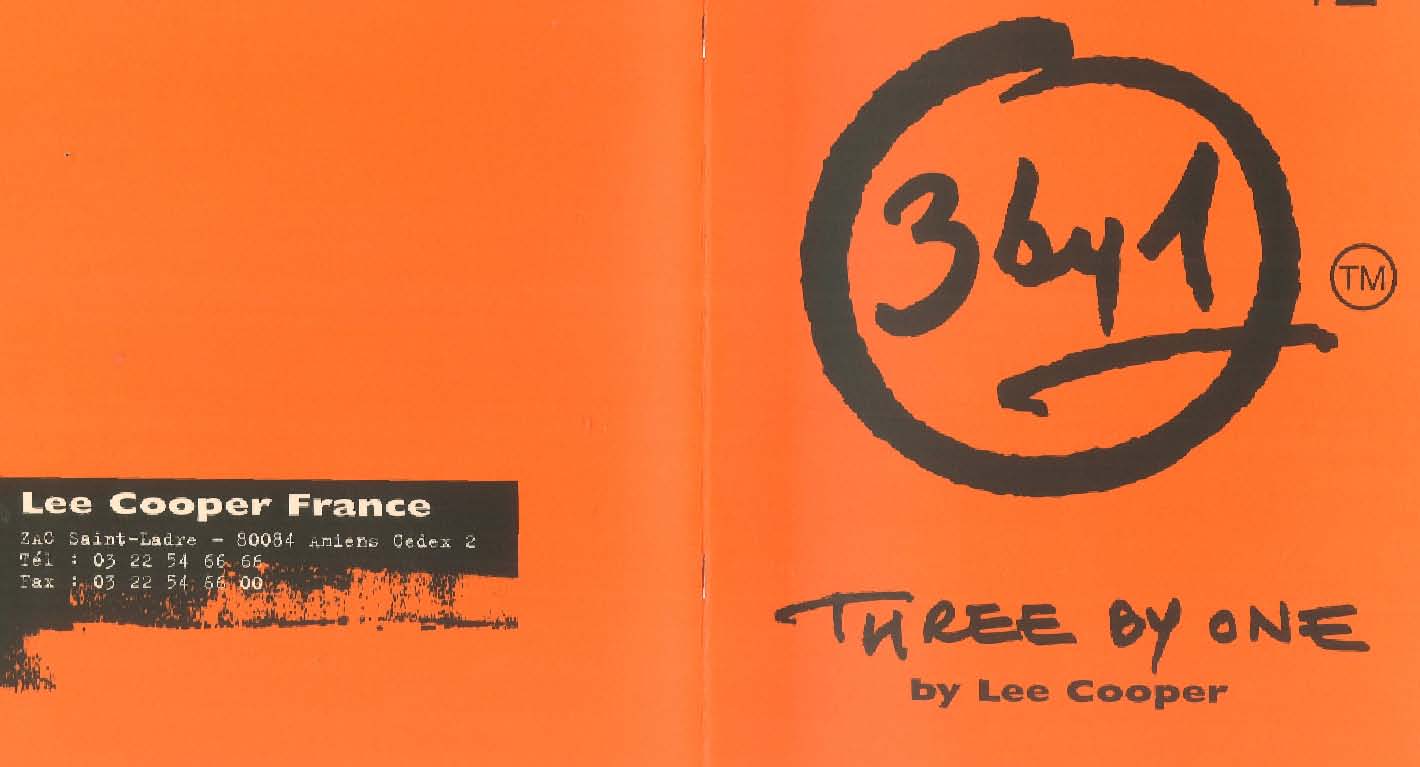 Lee Cooper France
ZAC Saint-Ladre – 80084 Amiens Cedex 2
Tél : 03 22 54 66 66
Fax : 03 22 54 66 00
3by1
TM
THREE BY ONE
by Lee Cooper